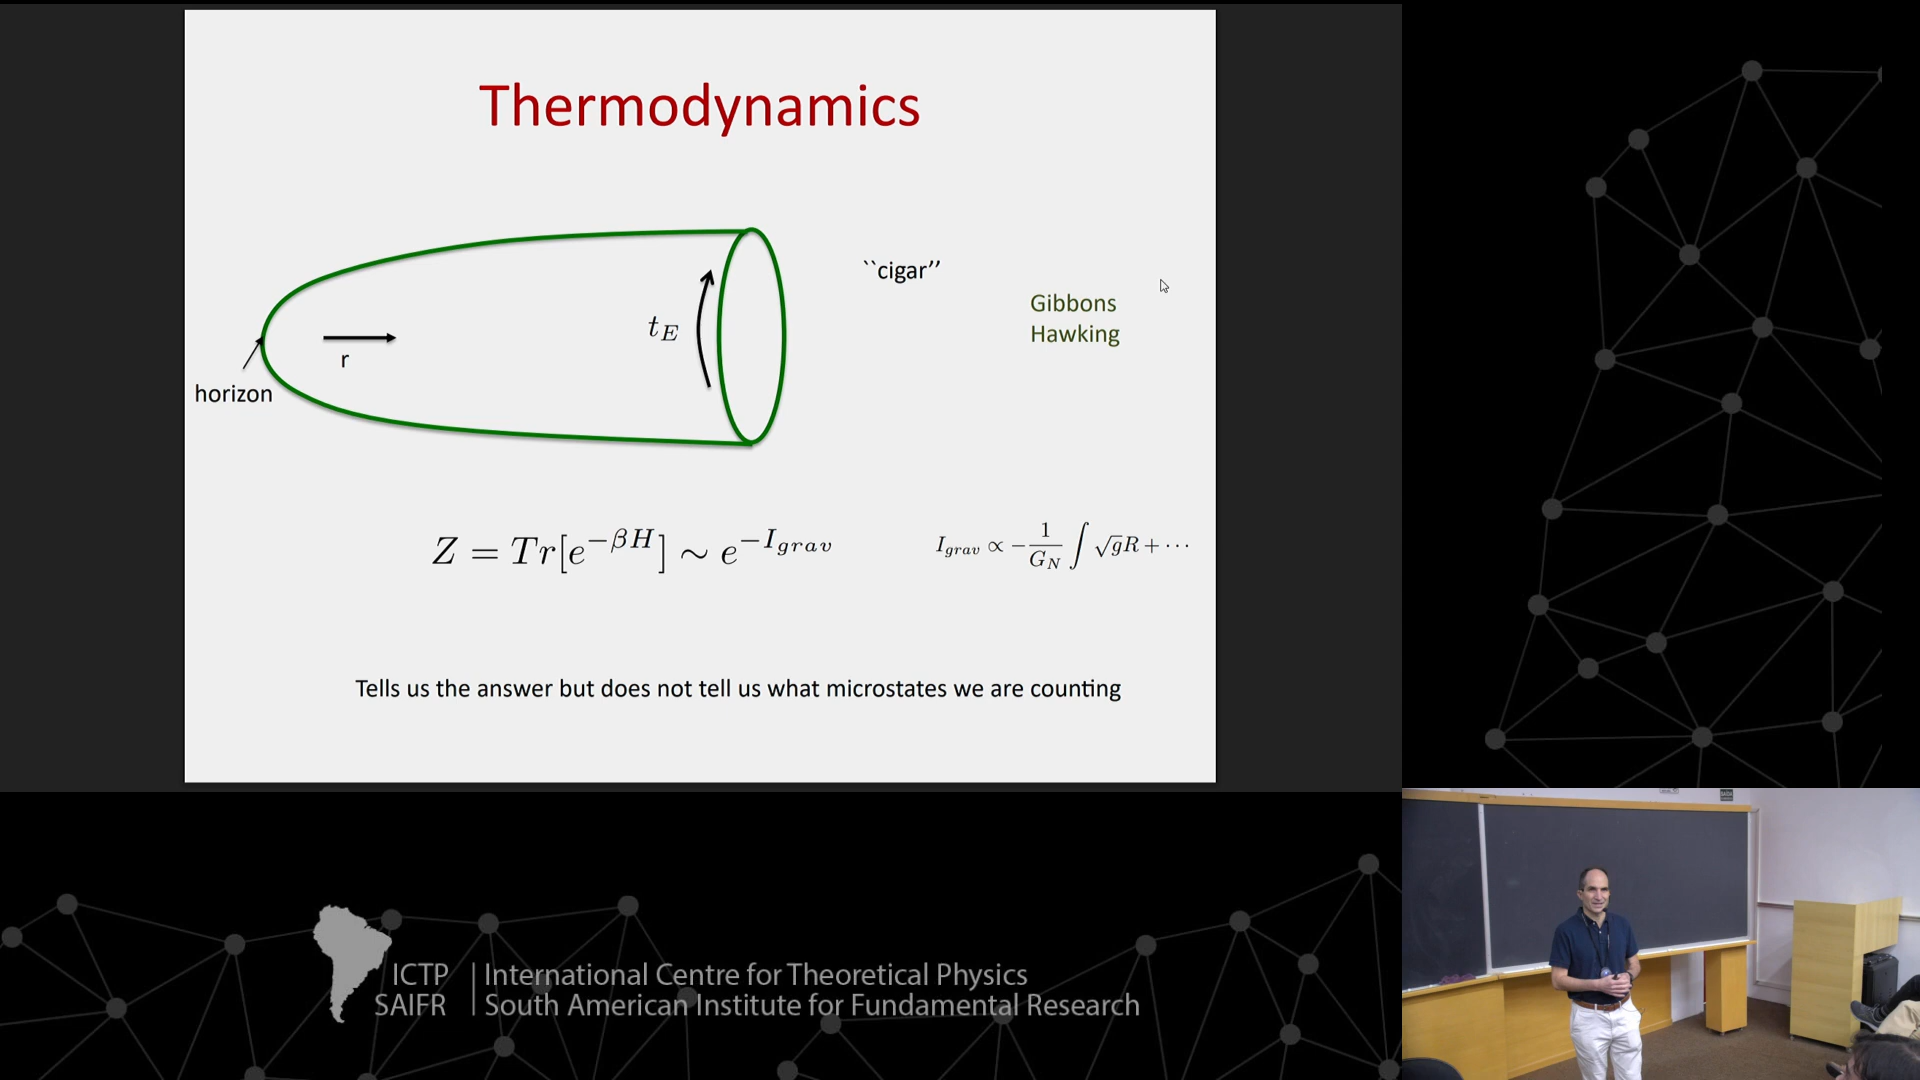 Thermodynamics
``cigar’’
Gibbons
Hawking
t_E
r
horizon
Z = Tr[e^{-βH}] ∼ e^{-I_{grav}}
I_{grav} ∝ -\frac{1}{G_N} ∫ √g R + ⋯
Tells us the answer but does not tell us what microstates we are counting
ICTP | International Centre for Theoretical Physics
SAIFR | South American Institute for Fundamental Research